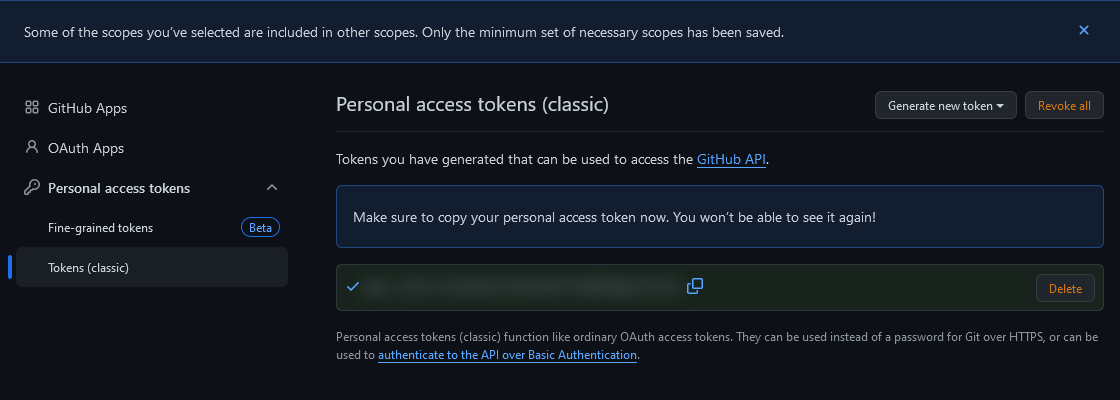 Some of the scopes you've selected are included in other scopes. Only the minimum set of necessary scopes has been saved.
GitHub Apps
OAuth Apps
Personal access tokens
Fine-grained tokens
Beta
Tokens (classic)
Personal access tokens (classic)
Generate new token
Revoke all
Tokens you have generated that can be used to access the GitHub API.
Make sure to copy your personal access token now. You won't be able to see it again!
Delete
Personal access tokens (classic) function like ordinary OAuth access tokens. They can be used instead of a password for Git over HTTPS, or can be
used to authenticate to the API over Basic Authentication.